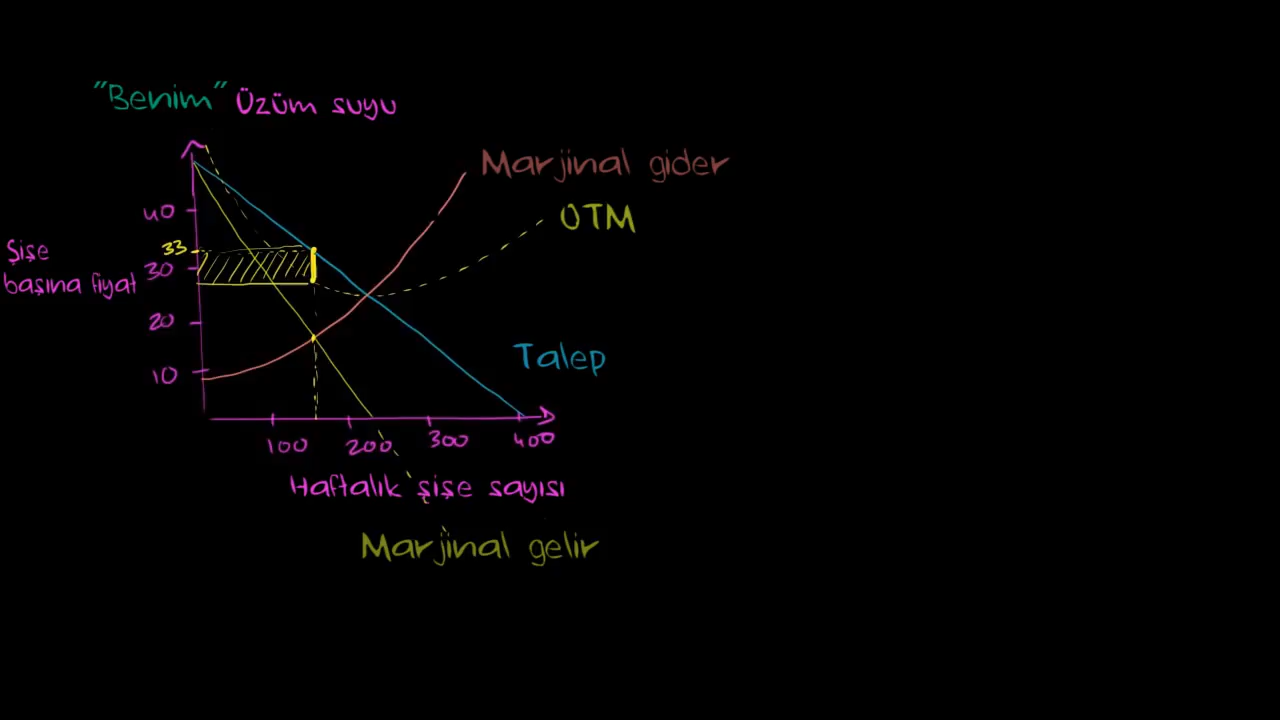 "Benim" Üzüm suyu
Marjinal gider
OTM
Şişe
başına fiyat
40
33
30
20
10
Talep
100 200 300 400
Haftalık şişe sayısı
Marjinal gelir